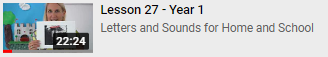 Lesson 27 - Year 1
Letters and Sounds for Home and School
22:24